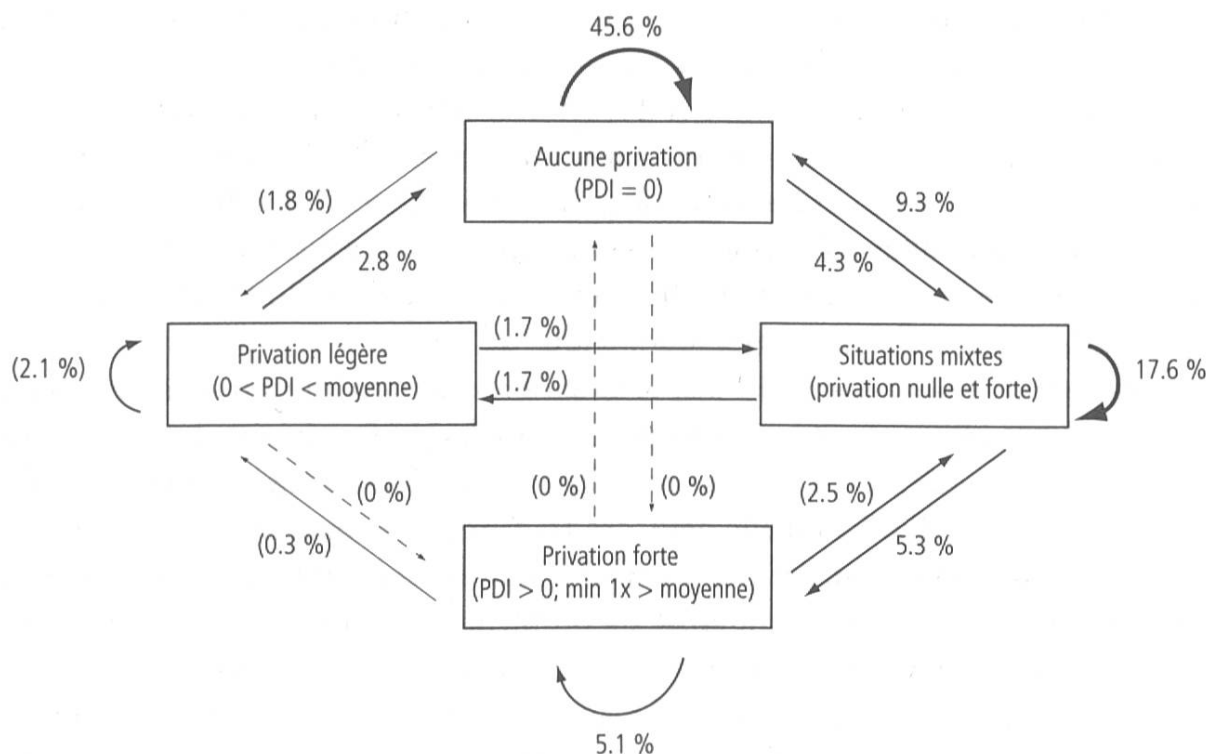 45.6 %
Aucune privation
(PDI = 0)
(1.8 %)
9.3 %
2.8 %
4.3 %
(1.7 %)
(2.1 %)
Privation légère
(0 < PDI < moyenne)
Situations mixtes
(privation nulle et forte)
17.6 %
(1.7 %)
(0 %)
(0 %)
(0 %)
(2.5 %)
(0.3 %)
5.3 %
Privation forte
(PDI > 0; min 1x > moyenne)
5.1 %